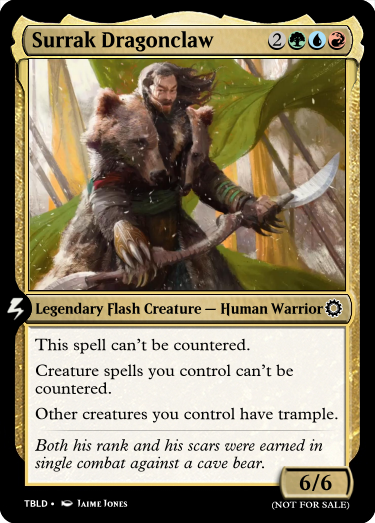 Surrak Dragonclaw 2
Legendary Flash Creature — Human Warrior
This spell can't be countered.
Creature spells you control can't be
countered.
Other creatures you control have trample.
Both his rank and his scars were earned in
single combat against a cave bear.
6/6
TBLD • Jaime Jones
(NOT FOR SALE)